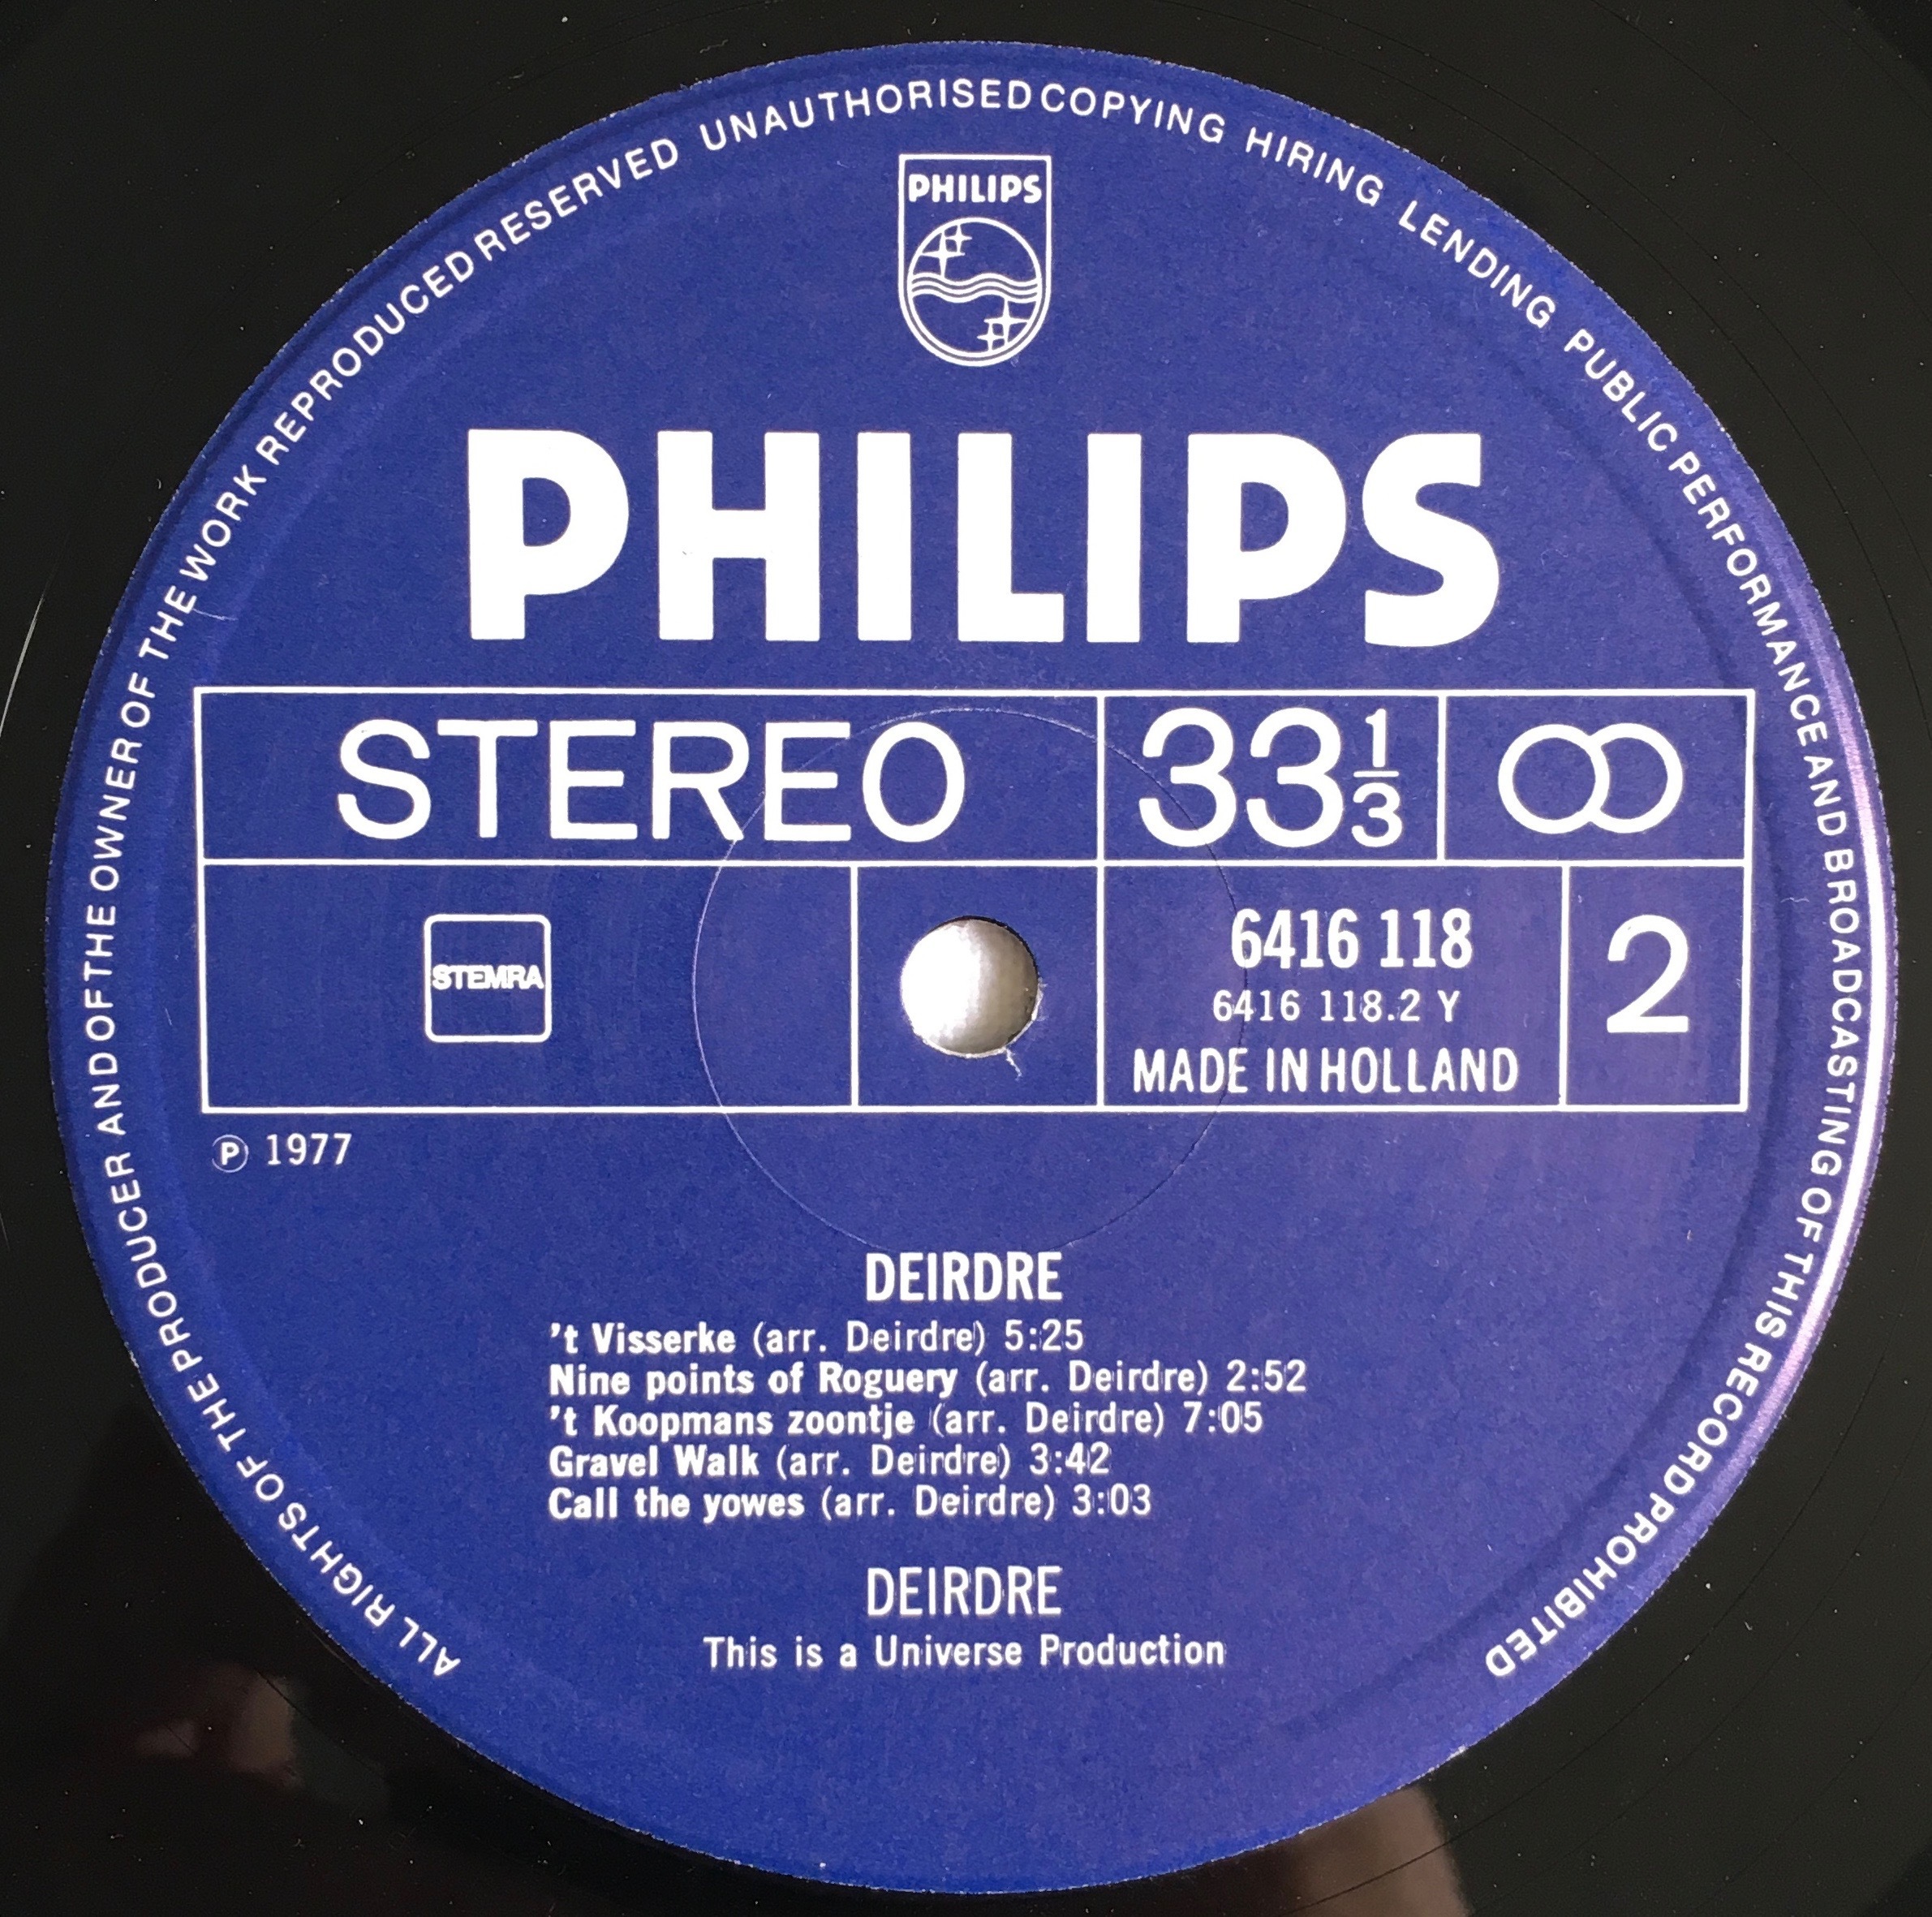 ALL RIGHTS OF THE PRODUCER AND OF THE OWNER OF THE WORK REPRODUCED RESERVED UNAUTHORISED COPYING HIRING LENDING PUBLIC PERFORMANCE AND BROADCASTING OF THIS RECORD PROHIBITED
PHILIPS
PHILIPS
STEREO 33 1/3
STEMRA
6416 118
6416 118.2 Y
MADE IN HOLLAND
2
℗ 1977
DEIRDRE
't Visserke (arr. Deirdre) 5:25
Nine points of Roguery (arr. Deirdre) 2:52
't Koopmans zoontje (arr. Deirdre) 7:05
Gravel Walk (arr. Deirdre) 3:42
Call the yowes (arr. Deirdre) 3:03
DEIRDRE
This is a Universe Production